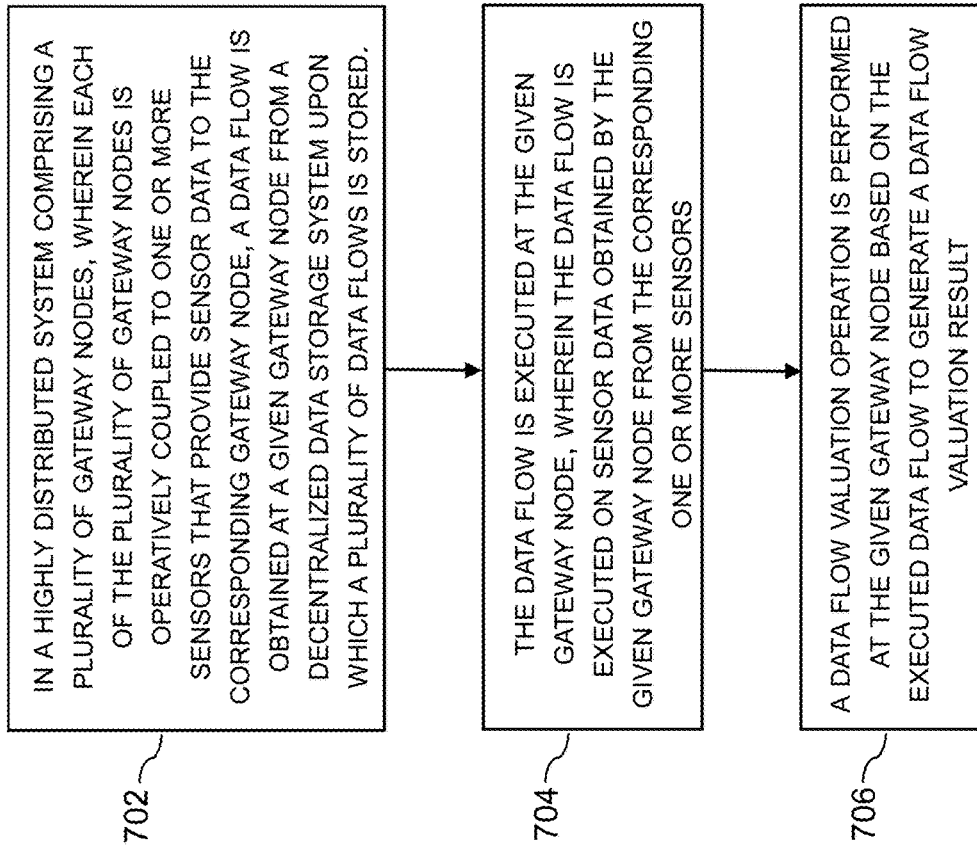 702
IN A HIGHLY DISTRIBUTED SYSTEM COMPRISING A
PLURALITY OF GATEWAY NODES, WHEREIN EACH
OF THE PLURALITY OF GATEWAY NODES IS
OPERATIVELY COUPLED TO ONE OR MORE
SENSORS THAT PROVIDE SENSOR DATA TO THE
CORRESPONDING GATEWAY NODE, A DATA FLOW IS
OBTAINED AT A GIVEN GATEWAY NODE FROM A
DECENTRALIZED DATA STORAGE SYSTEM UPON
WHICH A PLURALITY OF DATA FLOWS IS STORED.
704
THE DATA FLOW IS EXECUTED AT THE GIVEN
GATEWAY NODE, WHEREIN THE DATA FLOW IS
EXECUTED ON SENSOR DATA OBTAINED BY THE
GIVEN GATEWAY NODE FROM THE CORRESPONDING
ONE OR MORE SENSORS
706
A DATA FLOW VALUATION OPERATION IS PERFORMED
AT THE GIVEN GATEWAY NODE BASED ON THE
EXECUTED DATA FLOW TO GENERATE A DATA FLOW
VALUATION RESULT